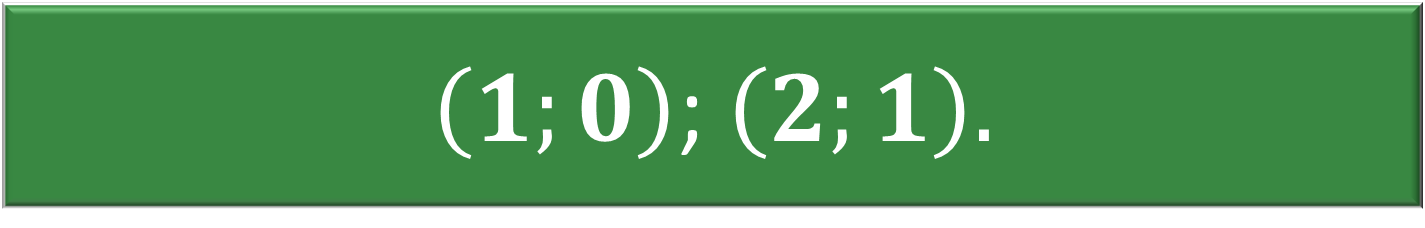 (1; 0); (2; 1).